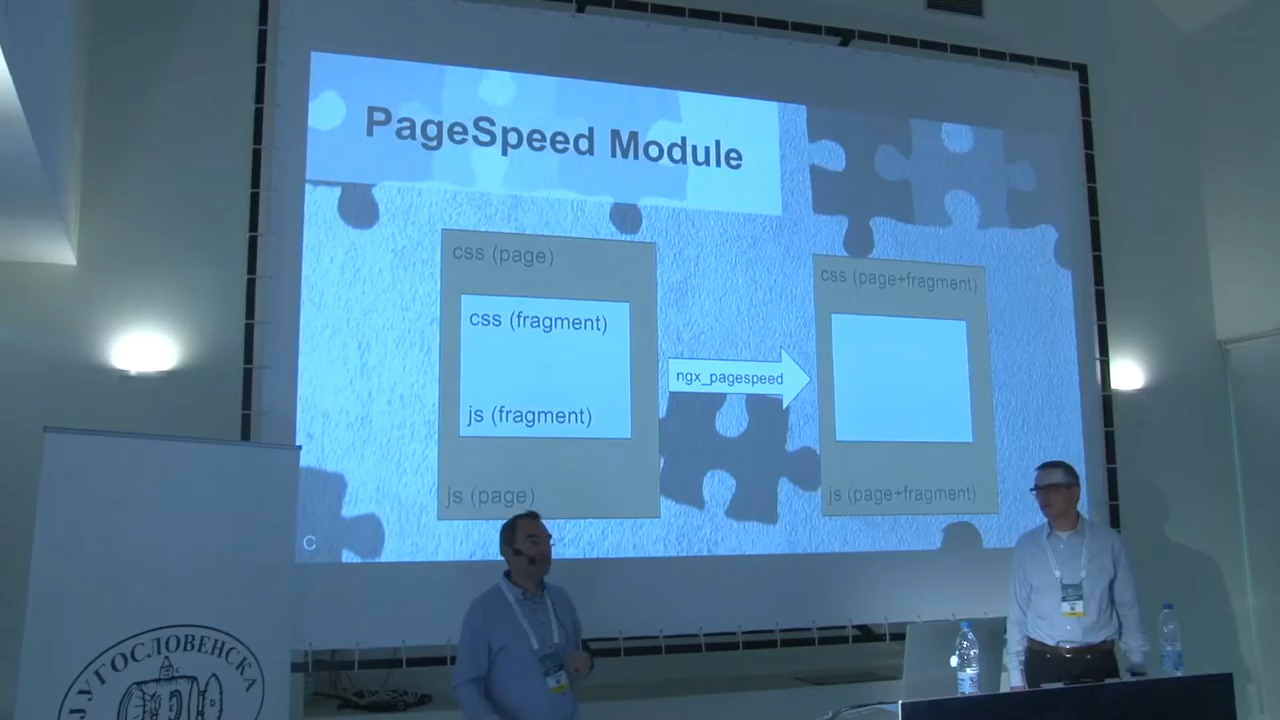 PageSpeed Module
css (page)
css (fragment)
js (fragment)
js (page)
ngx_pagespeed
css (page+fragment)
js (page+fragment)
C
ЈУГОСЛОВЕНСКА